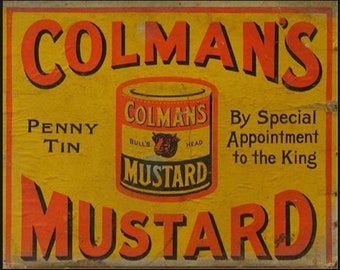 COLMAN'S
PENNY
TIN
COLMAN'S
BULL'S HEAD
MUSTARD
By Special
Appointment
to the King
MUSTARD